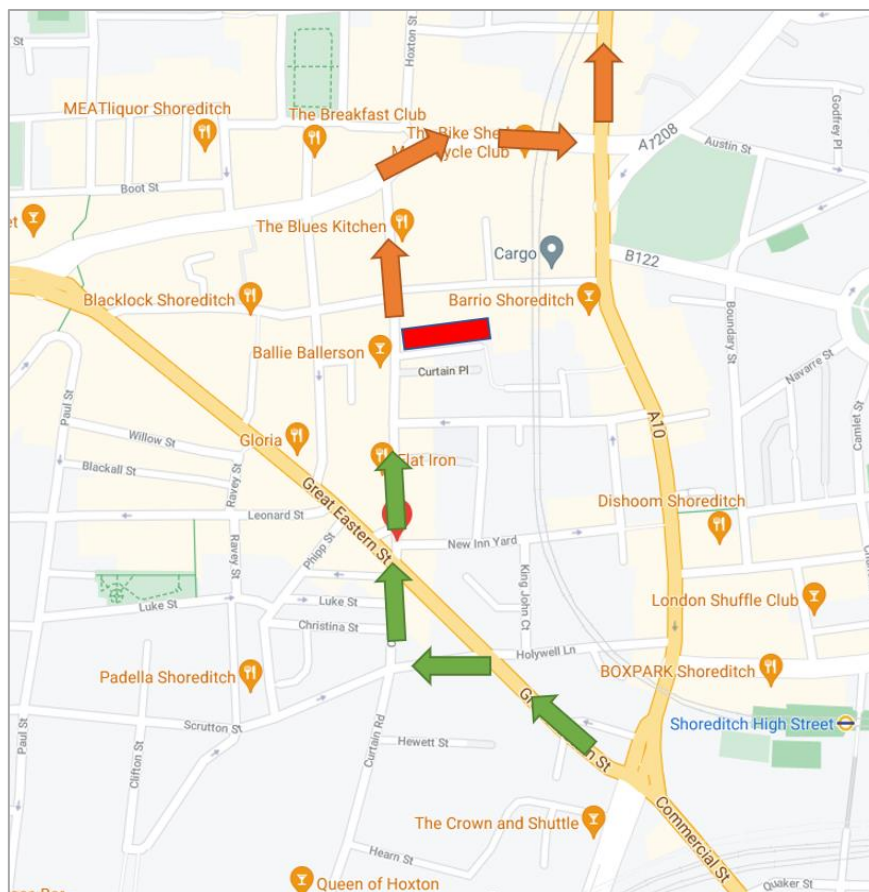 Hoxton St
St
MEATliquor Shoreditch
The Breakfast Club
The Bike Shed
Motorcycle Club
A1208
Austin St
Godfrey Pl
Boot St
The Blues Kitchen
Cargo
B122
Blacklock Shoreditch
Barrio Shoreditch
Ballie Ballerson
Curtain Pl
Boundary St
Navarre St
Paul St
A10
Camlet St
Willow St
Gloria
Flat Iron
Blackall St
Ravey St
Great Eastern St
Dishoom Shoreditch
Leonard St
Phipp St
New Inn Yard
Ravey St
King John Ct
Luke St
Luke St
London Shuffle Club
Christina St
Holywell Ln
Padella Shoreditch
BOXPARK Shoreditch
Scrutton St
Shoreditch High Street
Paul St
Clifton St
Curtain Rd
Hewett St
Commercial St
The Crown and Shuttle
Hearn St
Queen of Hoxton
Quaker St